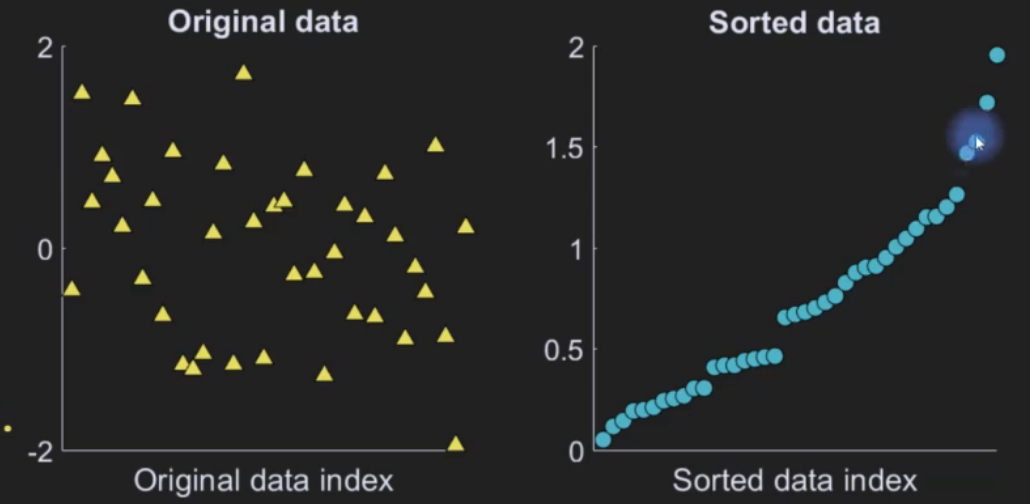 Original data
2
0
-2
Original data index
Sorted data
2
1.5
1
0.5
0
Sorted data index